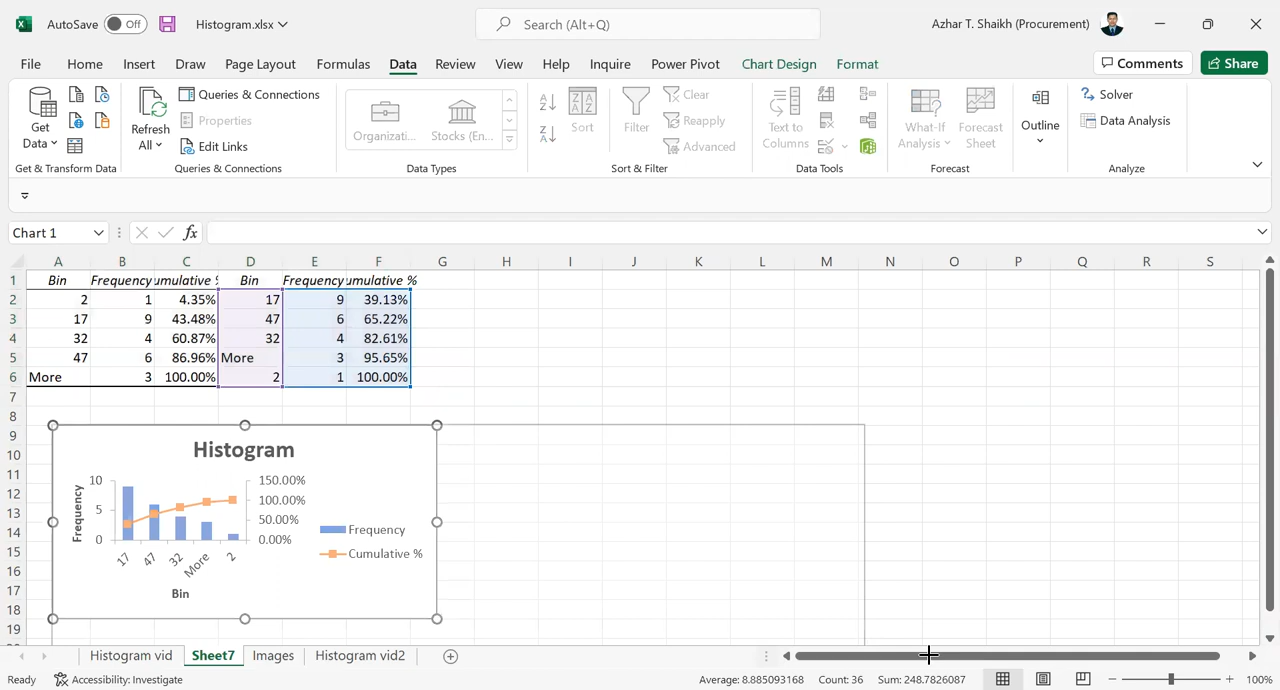 AutoSave Off Histogram.xlsx Search (Alt+Q) Azhar T. Shaikh (Procurement)
File Home Insert Draw Page Layout Formulas Data Review View Help Inquire Power Pivot Chart Design Format Comments Share
Get Data
Refresh All
Queries & Connections
Properties
Edit Links
Organizati... Stocks (En...
Sort
Filter
Clear
Reapply
Advanced
Text to Columns
What-If Analysis
Forecast Sheet
Outline
Solver
Data Analysis
Get & Transform Data Queries & Connections Data Types Sort & Filter Data Tools Forecast Analyze
Chart 1 fx
A B C D E F G H I J K L M N O P Q R S
1 Bin Frequency umulative % Bin Frequency umulative %
2 2 1 4.35% 17 9 39.13%
3 17 9 43.48% 47 6 65.22%
4 32 4 60.87% 32 4 82.61%
5 47 6 86.96% More 3 95.65%
6 More 3 100.00% 2 1 100.00%
7
8
9
10
11
12
13
14
15
16
17
18
19
Histogram
Frequency
10
5
0
150.00%
100.00%
50.00%
0.00%
17 47 32 More 2
Bin
Frequency
Cumulative %
Histogram vid Sheet7 Images Histogram vid2
Ready Accessibility: Investigate Average: 8.885093168 Count: 36 Sum: 248.7826087 100%